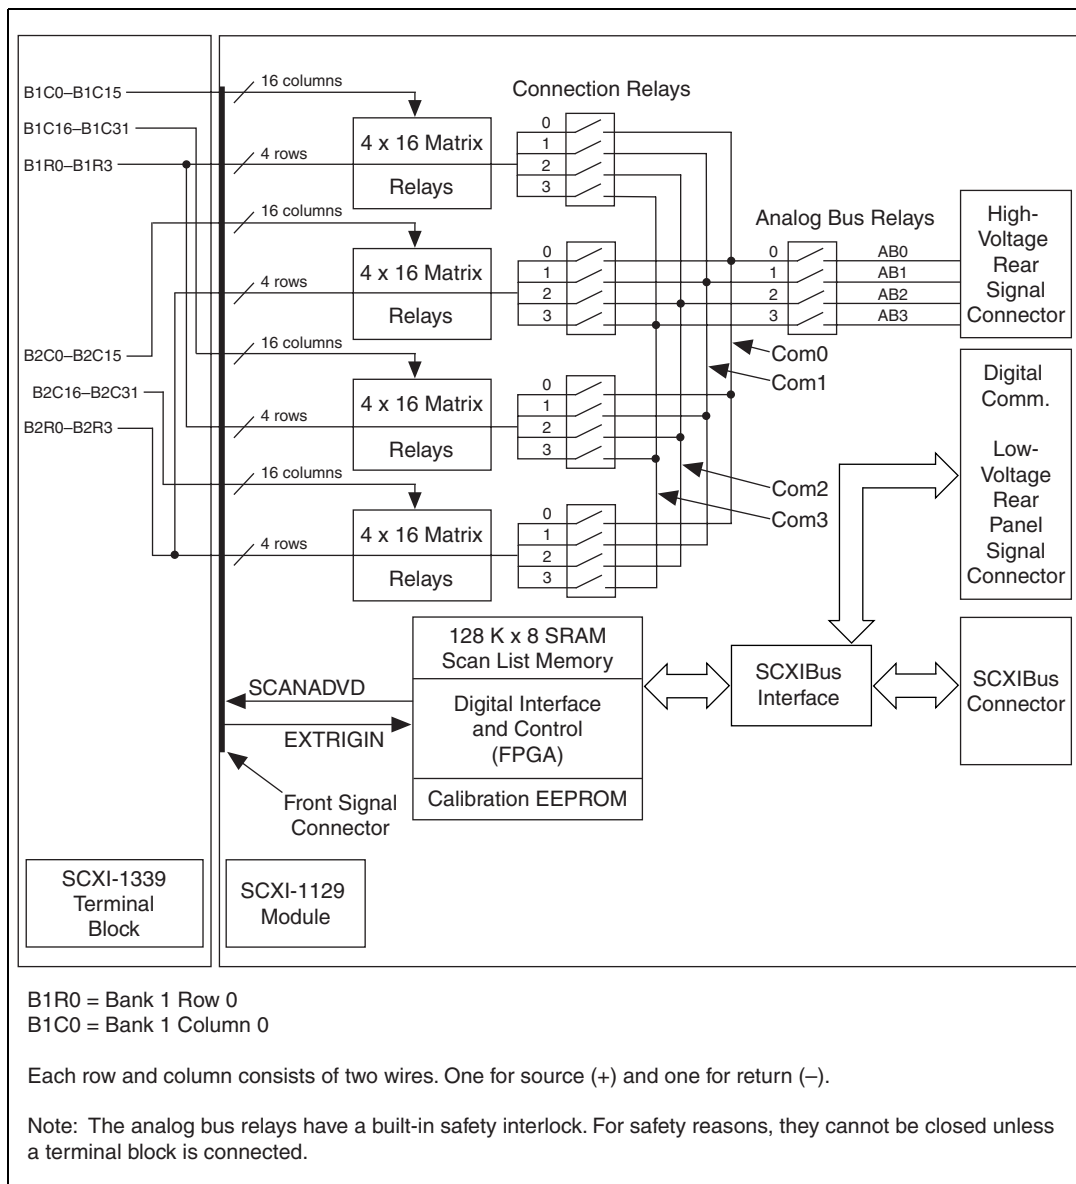 B1C0–B1C15
B1C16–B1C31
B1R0–B1R3
B2C0–B2C15
B2C16–B2C31
B2R0–B2R3
16 columns
4 rows
16 columns
4 rows
16 columns
4 rows
16 columns
4 rows
4 x 16 Matrix
Relays
4 x 16 Matrix
Relays
4 x 16 Matrix
Relays
4 x 16 Matrix
Relays
Connection Relays
0
1
2
3
0
1
2
3
0
1
2
3
0
1
2
3
Analog Bus Relays
0
1
2
3
AB0
AB1
AB2
AB3
Com0
Com1
Com2
Com3
High-
Voltage
Rear
Signal
Connector
Digital
Comm.
Low-
Voltage
Rear
Panel
Signal
Connector
SCANADVD
EXTRIGIN
128 K x 8 SRAM
Scan List Memory
Digital Interface
and Control
(FPGA)
Calibration EEPROM
SCXIBus
Interface
SCXIBus
Connector
Front Signal
Connector
SCXI-1339
Terminal
Block
SCXI-1129
Module
B1R0 = Bank 1 Row 0
B1C0 = Bank 1 Column 0
Each row and column consists of two wires. One for source (+) and one for return (–).
Note: The analog bus relays have a built-in safety interlock. For safety reasons, they cannot be closed unless
a terminal block is connected.